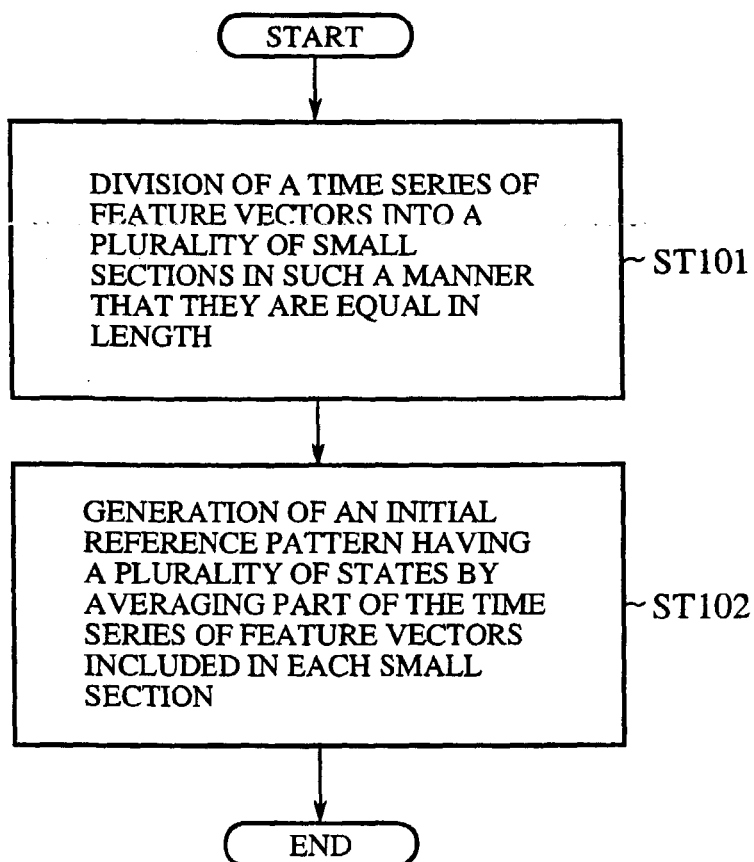 START
DIVISION OF A TIME SERIES OF
FEATURE VECTORS INTO A
PLURALITY OF SMALL
SECTIONS IN SUCH A MANNER
THAT THEY ARE EQUAL IN
LENGTH
~ST101
GENERATION OF AN INITIAL
REFERENCE PATTERN HAVING
A PLURALITY OF STATES BY
AVERAGING PART OF THE TIME
SERIES OF FEATURE VECTORS
INCLUDED IN EACH SMALL
SECTION
~ST102
END